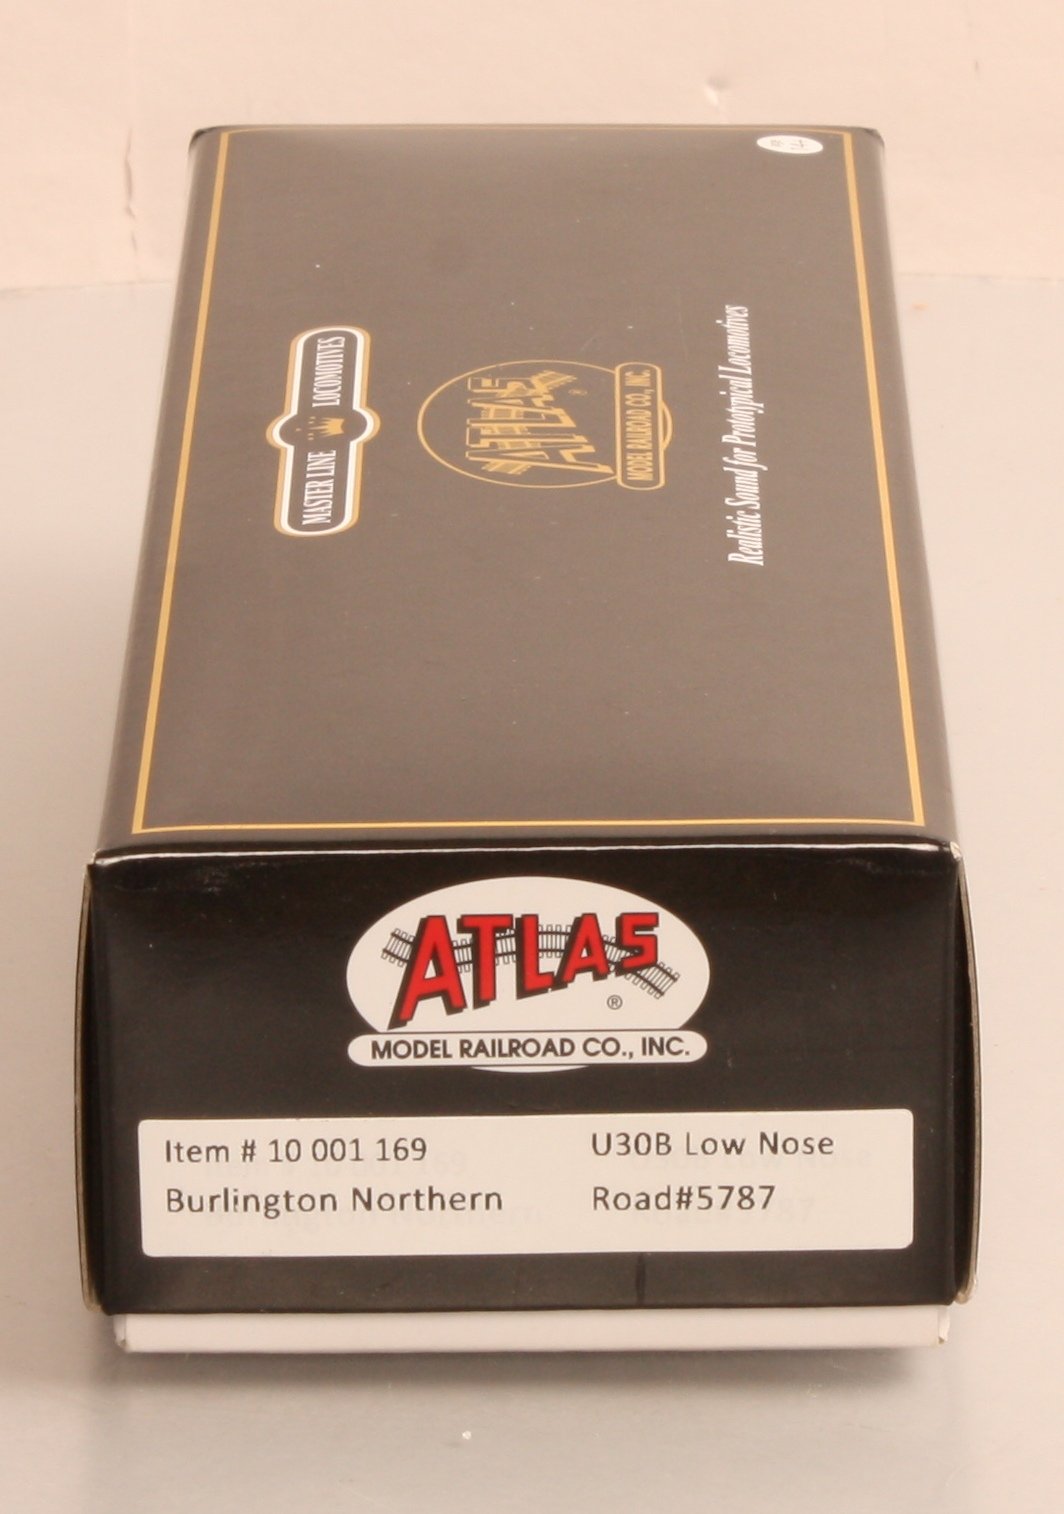 MASTER LINE LOCOMOTIVES
ATLAS
®
MODEL RAILROAD CO., INC.
Realistic Sound for Prototypical Locomotives
ATLAS
®
MODEL RAILROAD CO., INC.
Item # 10 001 169
U30B Low Nose
Burlington Northern
Road#5787